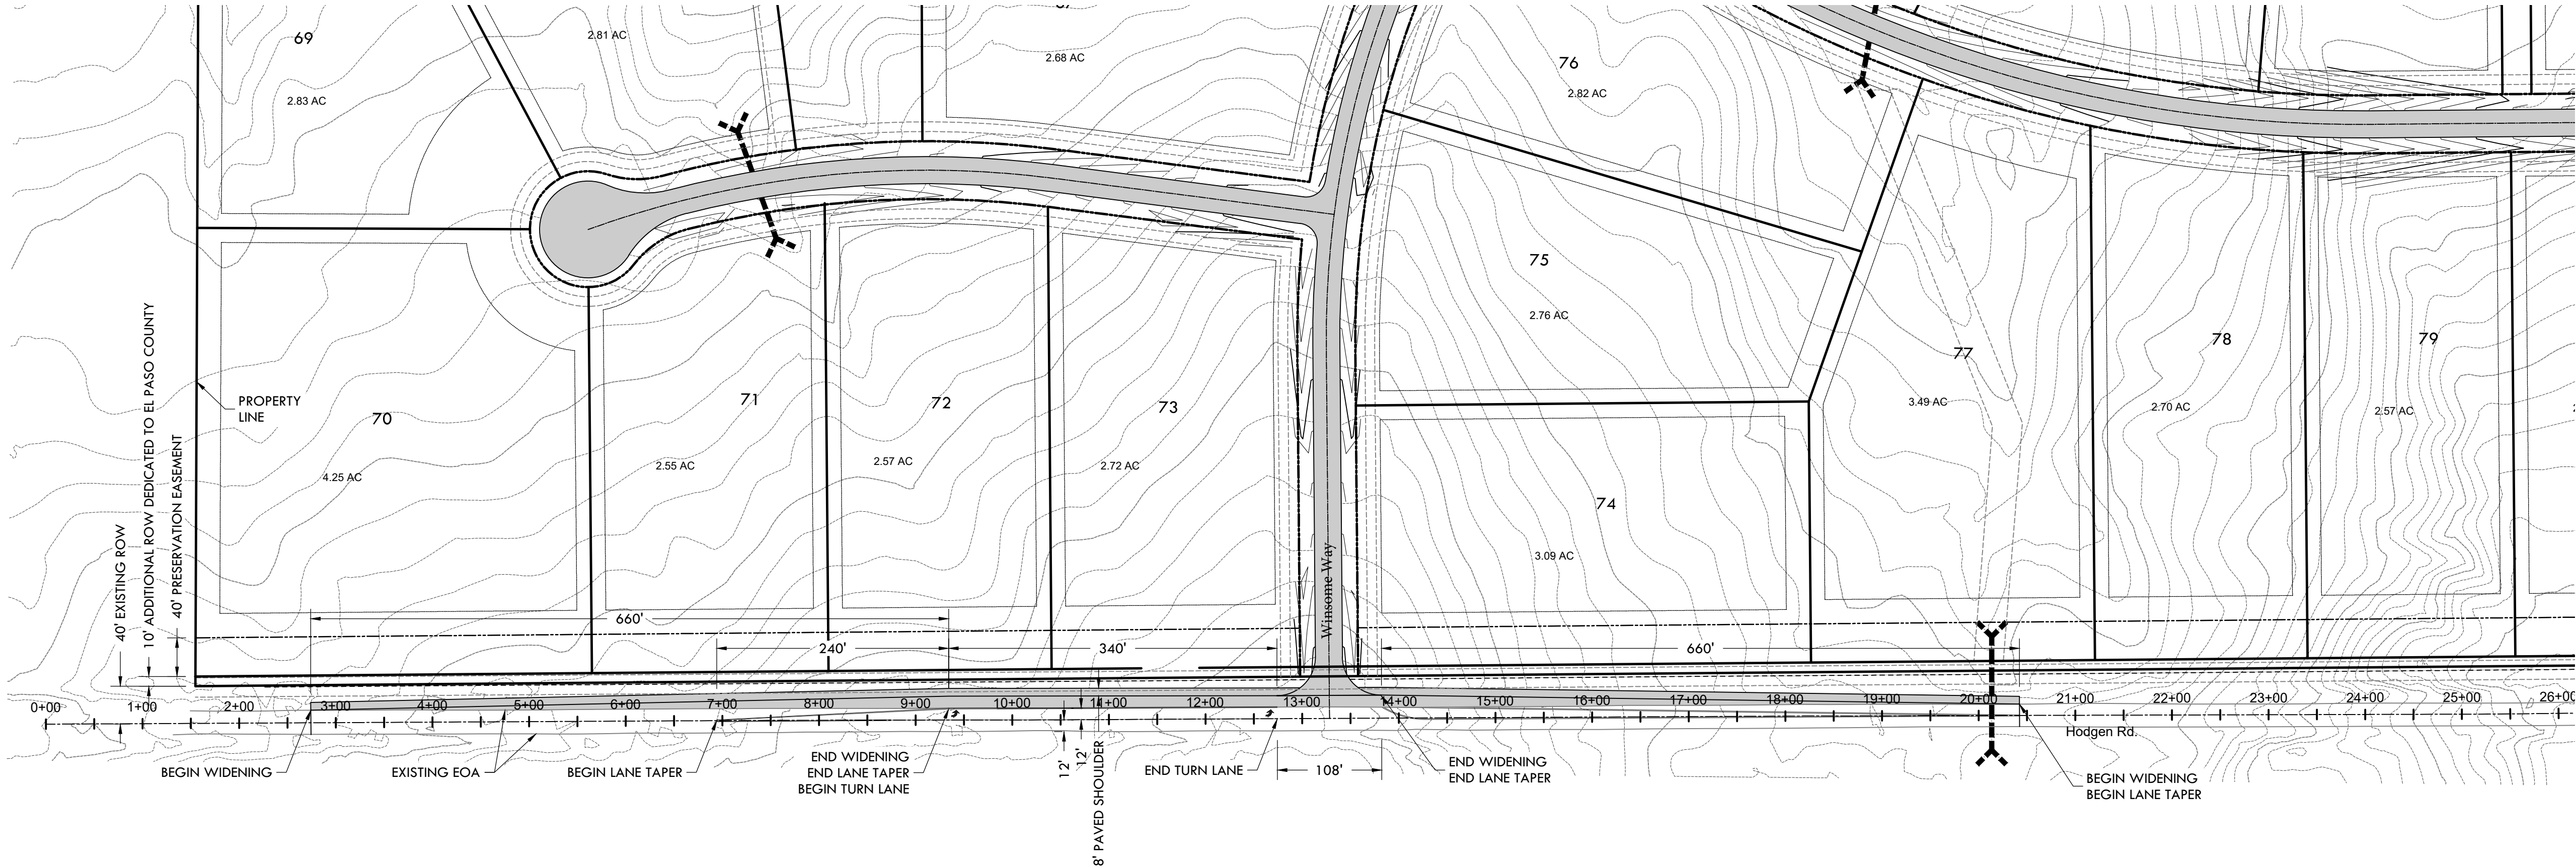 69
2.83 AC
2.81 AC
2.68 AC
76
2.82 AC
75
2.76 AC
77
3.49 AC
78
2.70 AC
79
2.57 AC
PROPERTY
LINE
70
4.25 AC
71
2.55 AC
72
2.57 AC
73
2.72 AC
74
3.09 AC
Winsome Way
40' EXISTING ROW
10' ADDITIONAL ROW DEDICATED TO EL PASO COUNTY
40' PRESERVATION EASEMENT
660'
240'
340'
660'
0+00
1+00
2+00
3+00
4+00
5+00
6+00
7+00
8+00
9+00
10+00
11+00
12+00
13+00
14+00
15+00
16+00
17+00
18+00
19+00
20+00
21+00
22+00
23+00
24+00
25+00
26+00
Hodgen Rd.
BEGIN WIDENING
EXISTING EOA
BEGIN LANE TAPER
END WIDENING
END LANE TAPER
BEGIN TURN LANE
12'
12'
8' PAVED SHOULDER
END TURN LANE
108'
END WIDENING
END LANE TAPER
BEGIN WIDENING
BEGIN LANE TAPER